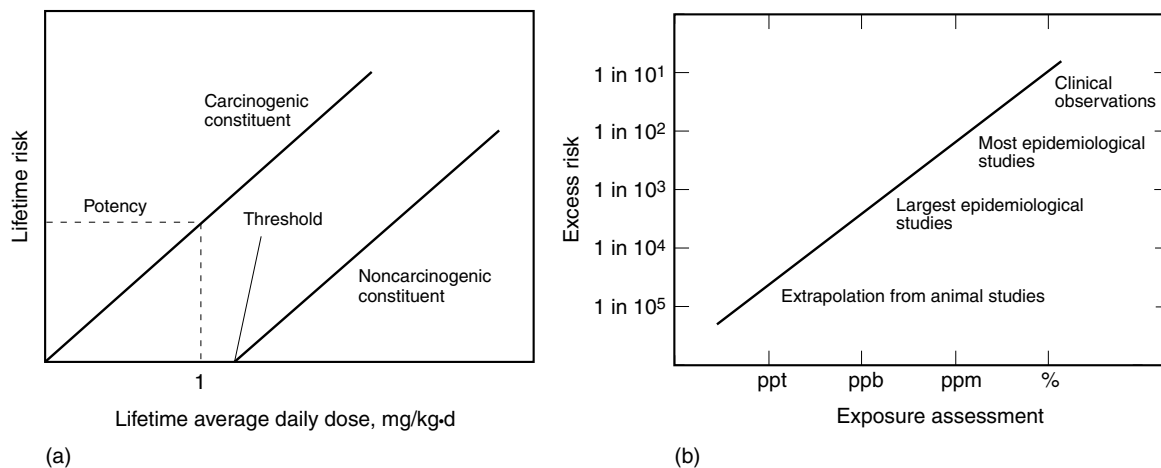 Lifetime risk
Carcinogenic
constituent
Potency
Threshold
Noncarcinogenic
constituent
1
Lifetime average daily dose, mg/kg•d
(a)
Excess risk
1 in 10¹
1 in 10²
1 in 10³
1 in 10⁴
1 in 10⁵
Clinical
observations
Most epidemiological
studies
Largest epidemiological
studies
Extrapolation from animal studies
ppt ppb ppm %
Exposure assessment
(b)